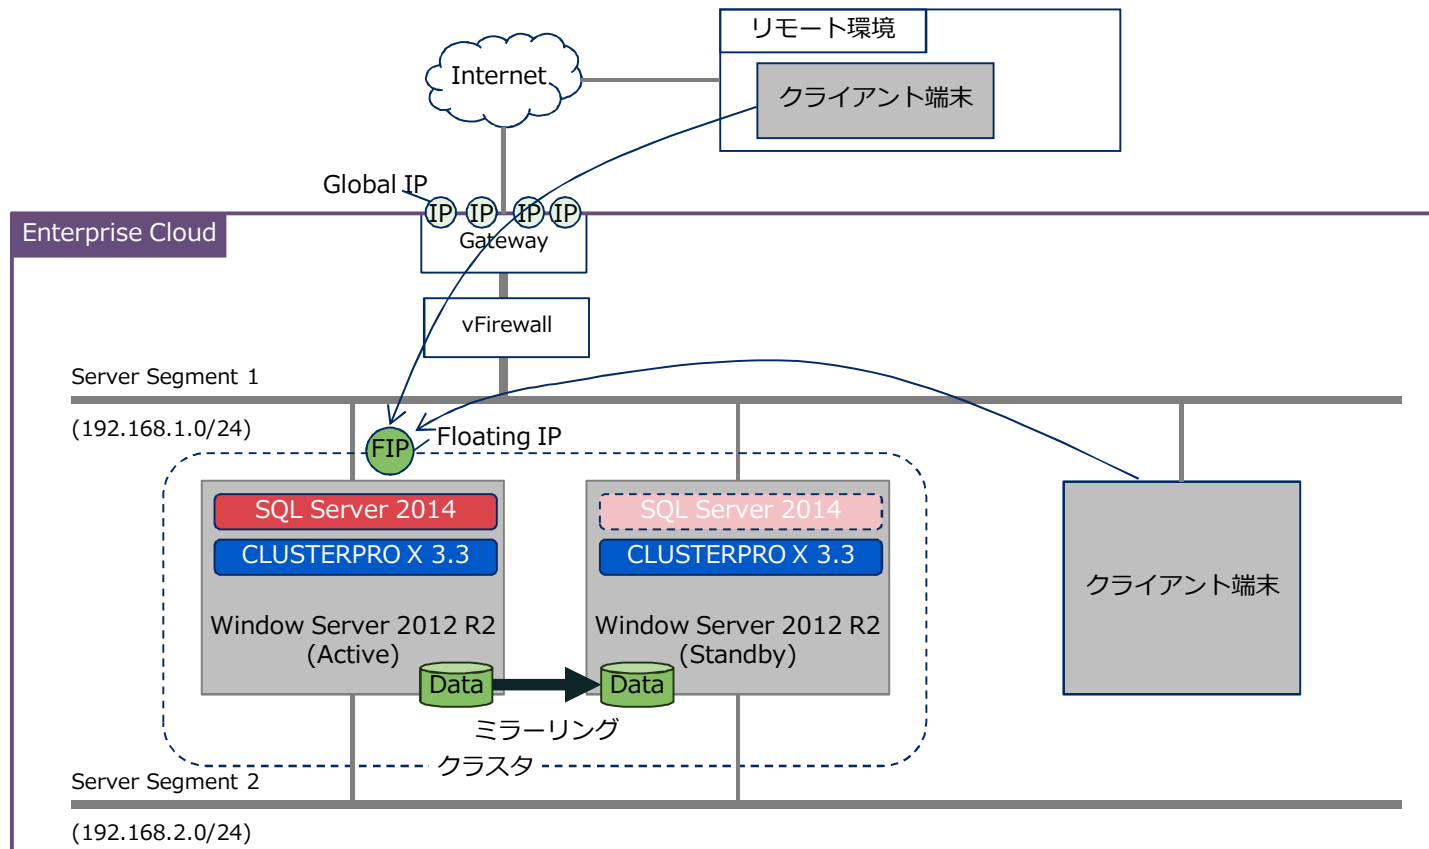 リモート環境
Internet
クライアント端末
Global IP
IP IP IP IP
Enterprise Cloud
Gateway
vFirewall
Server Segment 1
(192.168.1.0/24)
FIP
Floating IP
SQL Server 2014
SQL Server 2014
CLUSTERPRO X 3.3
CLUSTERPRO X 3.3
クライアント端末
Window Server 2012 R2
(Active)
Window Server 2012 R2
(Standby)
Data
Data
ミラーリング
クラスタ
Server Segment 2
(192.168.2.0/24)